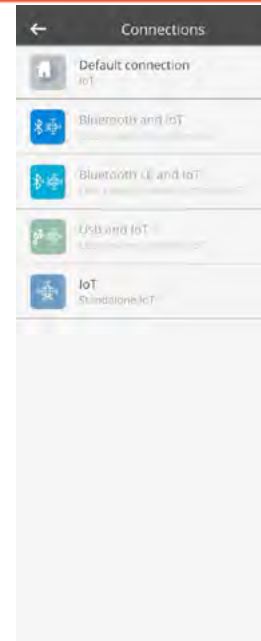 Connections
Default connection
IoT
Bluetooth and IoT
Bluetooth LE and IoT
USB and IoT
IoT
Standalone IoT